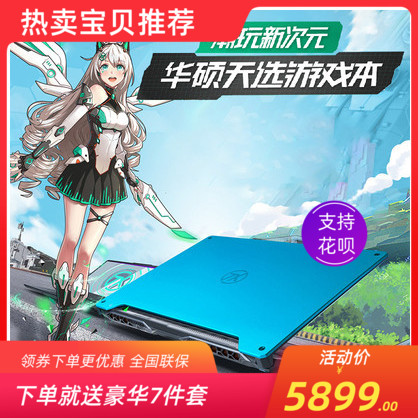 热卖宝贝推荐
潮玩新次元
华硕天选游戏本
支持
花呗
领券下单更优惠 全国联保
下单就送豪华7件套
活动价
¥5899.00